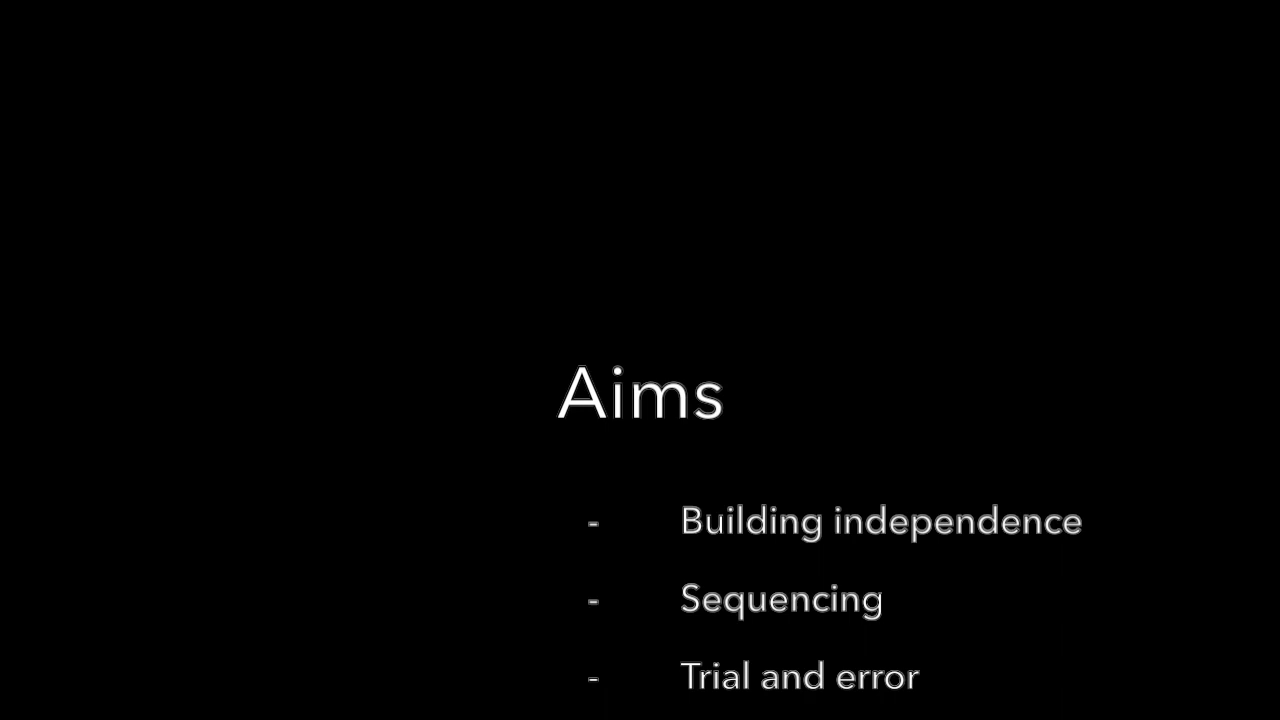 Aims
- Building independence
- Sequencing
- Trial and error